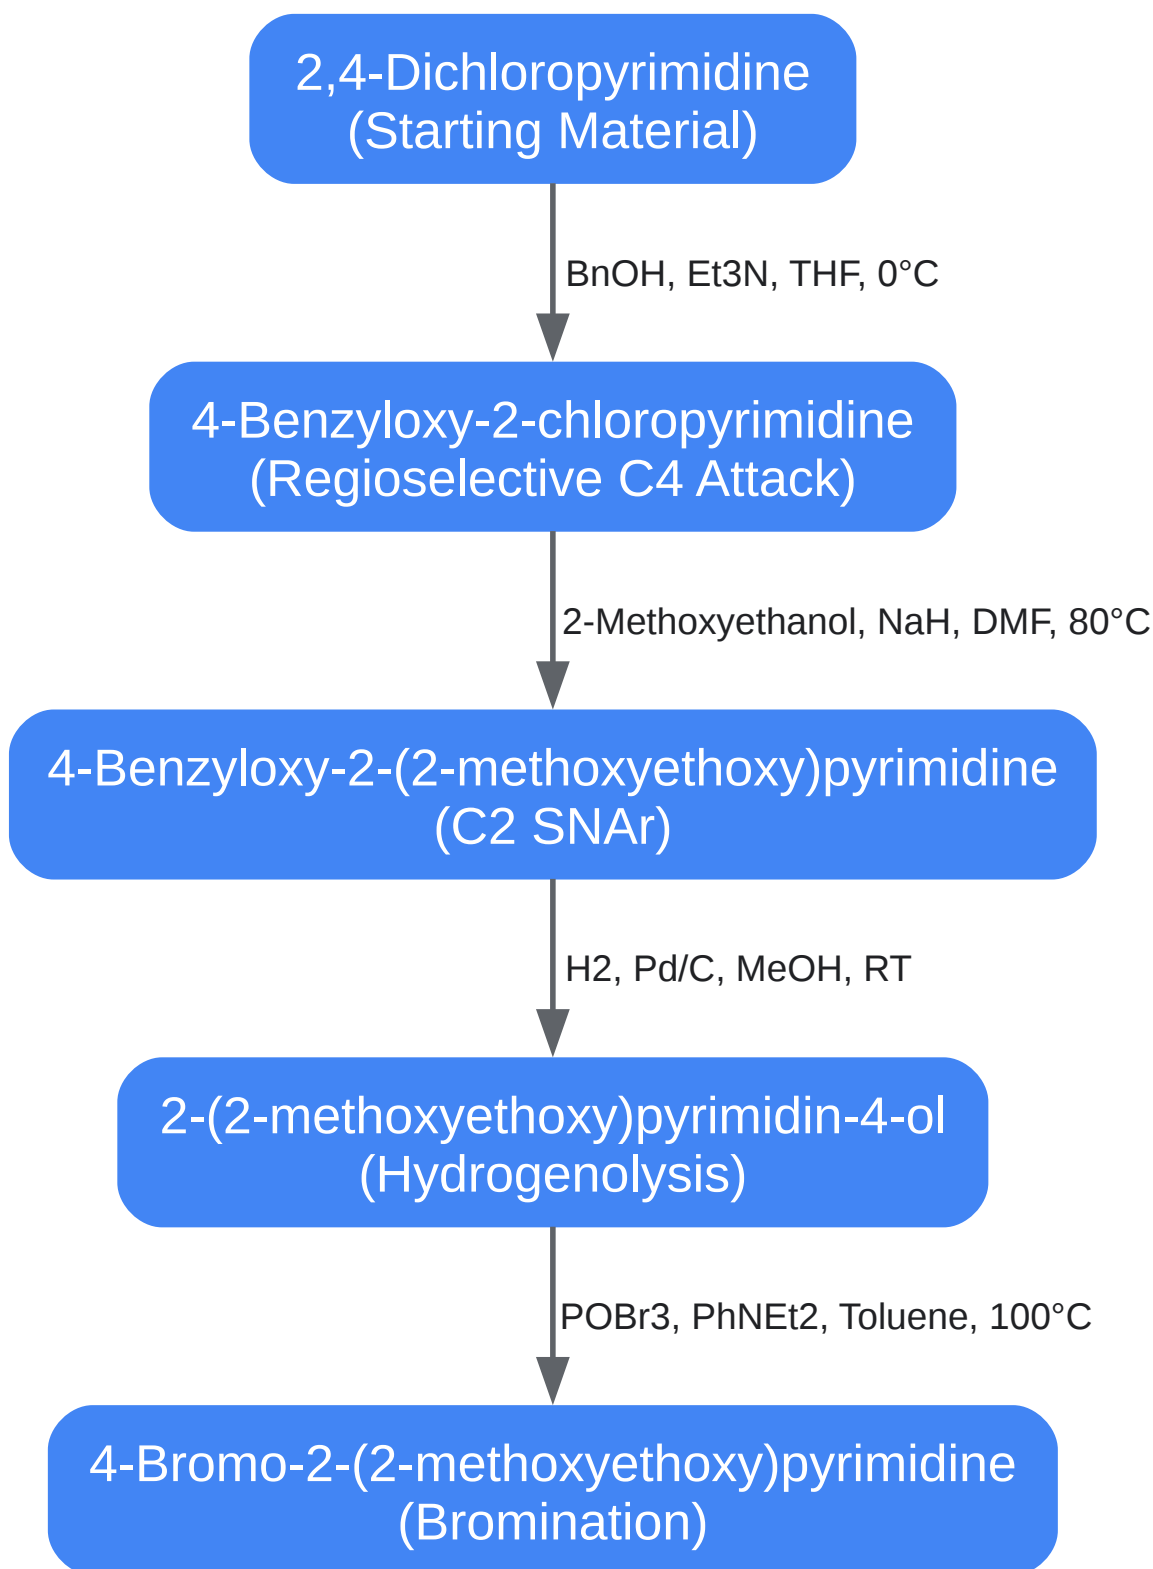 2,4-Dichloropyrimidine
(Starting Material)
BnOH, Et3N, THF, 0°C
4-Benzyloxy-2-chloropyrimidine
(Regioselective C4 Attack)
2-Methoxyethanol, NaH, DMF, 80°C
4-Benzyloxy-2-(2-methoxyethoxy)pyrimidine
(C2 SNAr)
H2, Pd/C, MeOH, RT
2-(2-methoxyethoxy)pyrimidin-4-ol
(Hydrogenolysis)
POBr3, PhNEt2, Toluene, 100°C
4-Bromo-2-(2-methoxyethoxy)pyrimidine
(Bromination)